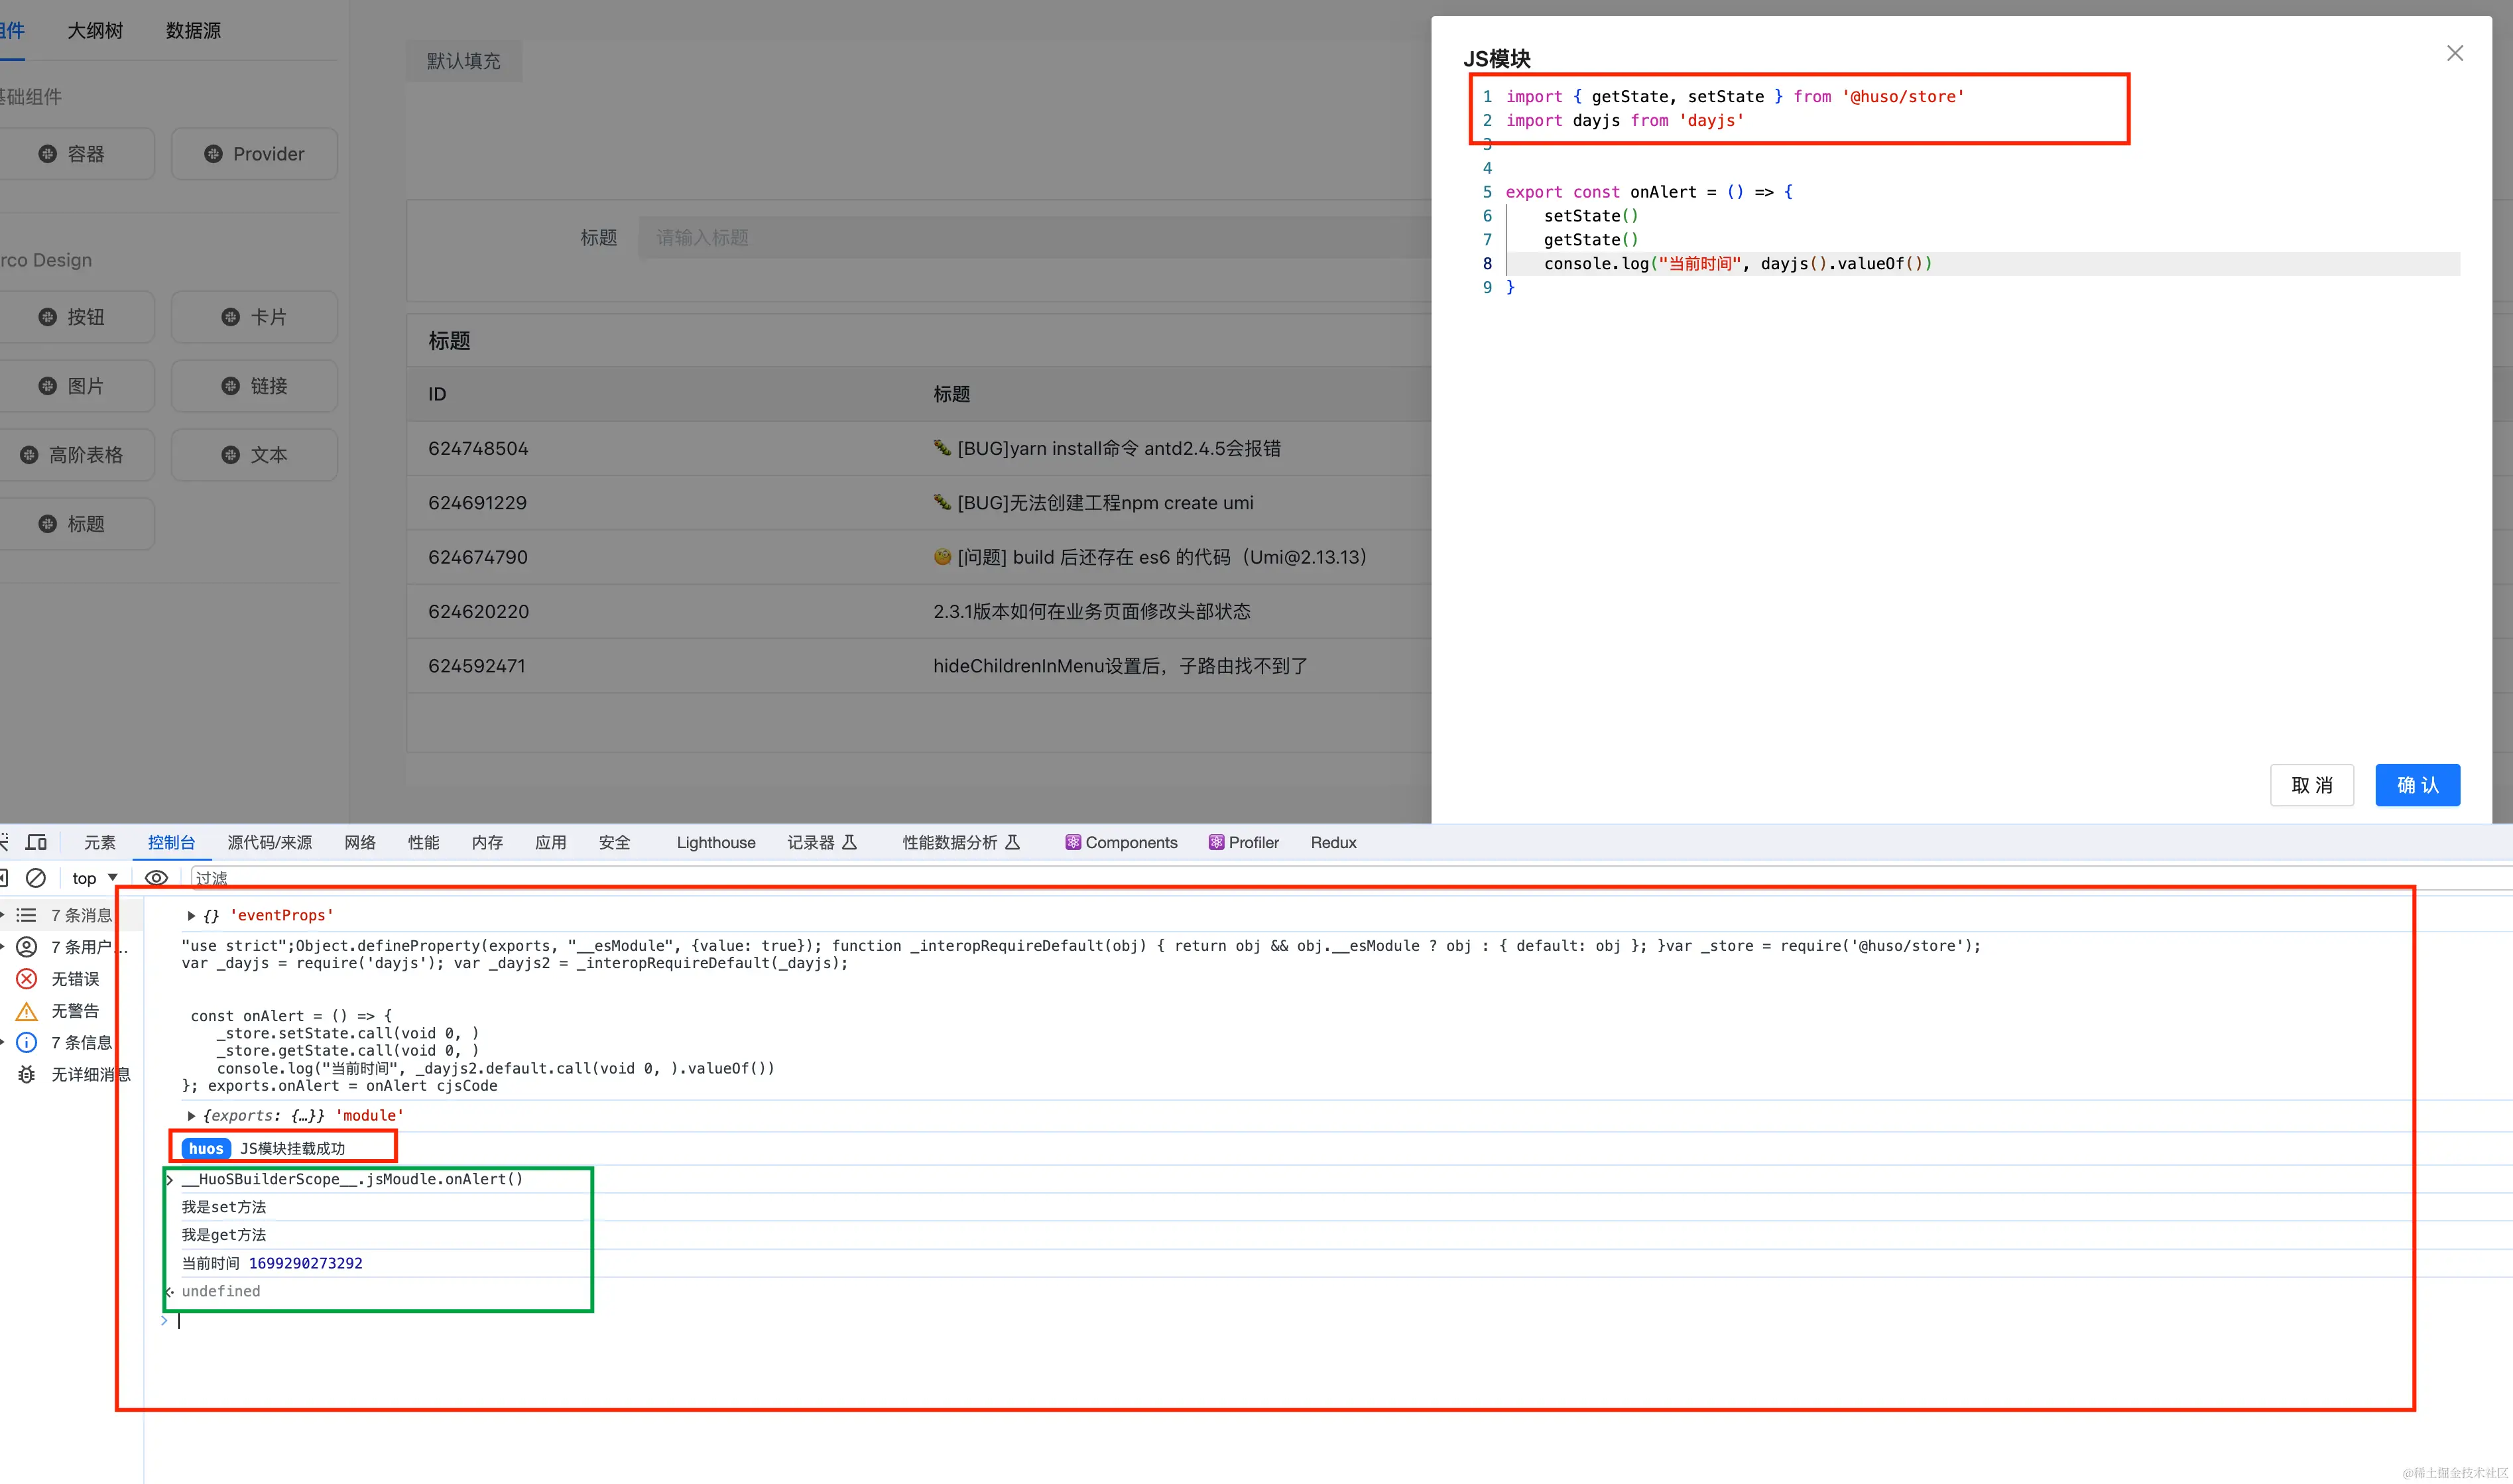 组件 大纲树 数据源
基础组件
容器 Provider
rco Design
按钮 卡片
图片 链接
高阶表格 文本
标题
默认填充
标题 请输入标题
标题
ID 标题
624748504 🐛 [BUG]yarn install命令 antd2.4.5会报错
624691229 🐛 [BUG]无法创建工程npm create umi
624674790 🧐 [问题] build 后还存在 es6 的代码（Umi@2.13.13）
624620220 2.3.1版本如何在业务页面修改头部状态
624592471 hideChildrenInMenu设置后，子路由找不到了
JS模块
1 import { getState, setState } from '@huso/store'
2 import dayjs from 'dayjs'
3
4
5 export const onAlert = () => {
6 setState()
7 getState()
8 console.log("当前时间", dayjs().valueOf())
9 }
取 消 确 认
元素 控制台 源代码/来源 网络 性能 内存 应用 安全 Lighthouse 记录器 性能数据分析 Components Profiler Redux
top 过滤
7 条消息
7 条用户...
无错误
无警告
7 条信息
无详细消息
▶ {} 'eventProps'
"use strict";Object.defineProperty(exports, "__esModule", {value: true}); function _interopRequireDefault(obj) { return obj && obj.__esModule ? obj : { default: obj }; }var _store = require('@huso/store');
var _dayjs = require('dayjs'); var _dayjs2 = _interopRequireDefault(_dayjs);
const onAlert = () => {
_store.setState.call(void 0, )
_store.getState.call(void 0, )
console.log("当前时间", _dayjs2.default.call(void 0, ).valueOf())
}; exports.onAlert = onAlert cjsCode
▶ {exports: {…}} 'module'
huos JS模块挂载成功
> __HuoSBuilderScope__.jsMoudle.onAlert()
我是set方法
我是get方法
当前时间 1699290273292
undefined
>
@稀土掘金技术社区